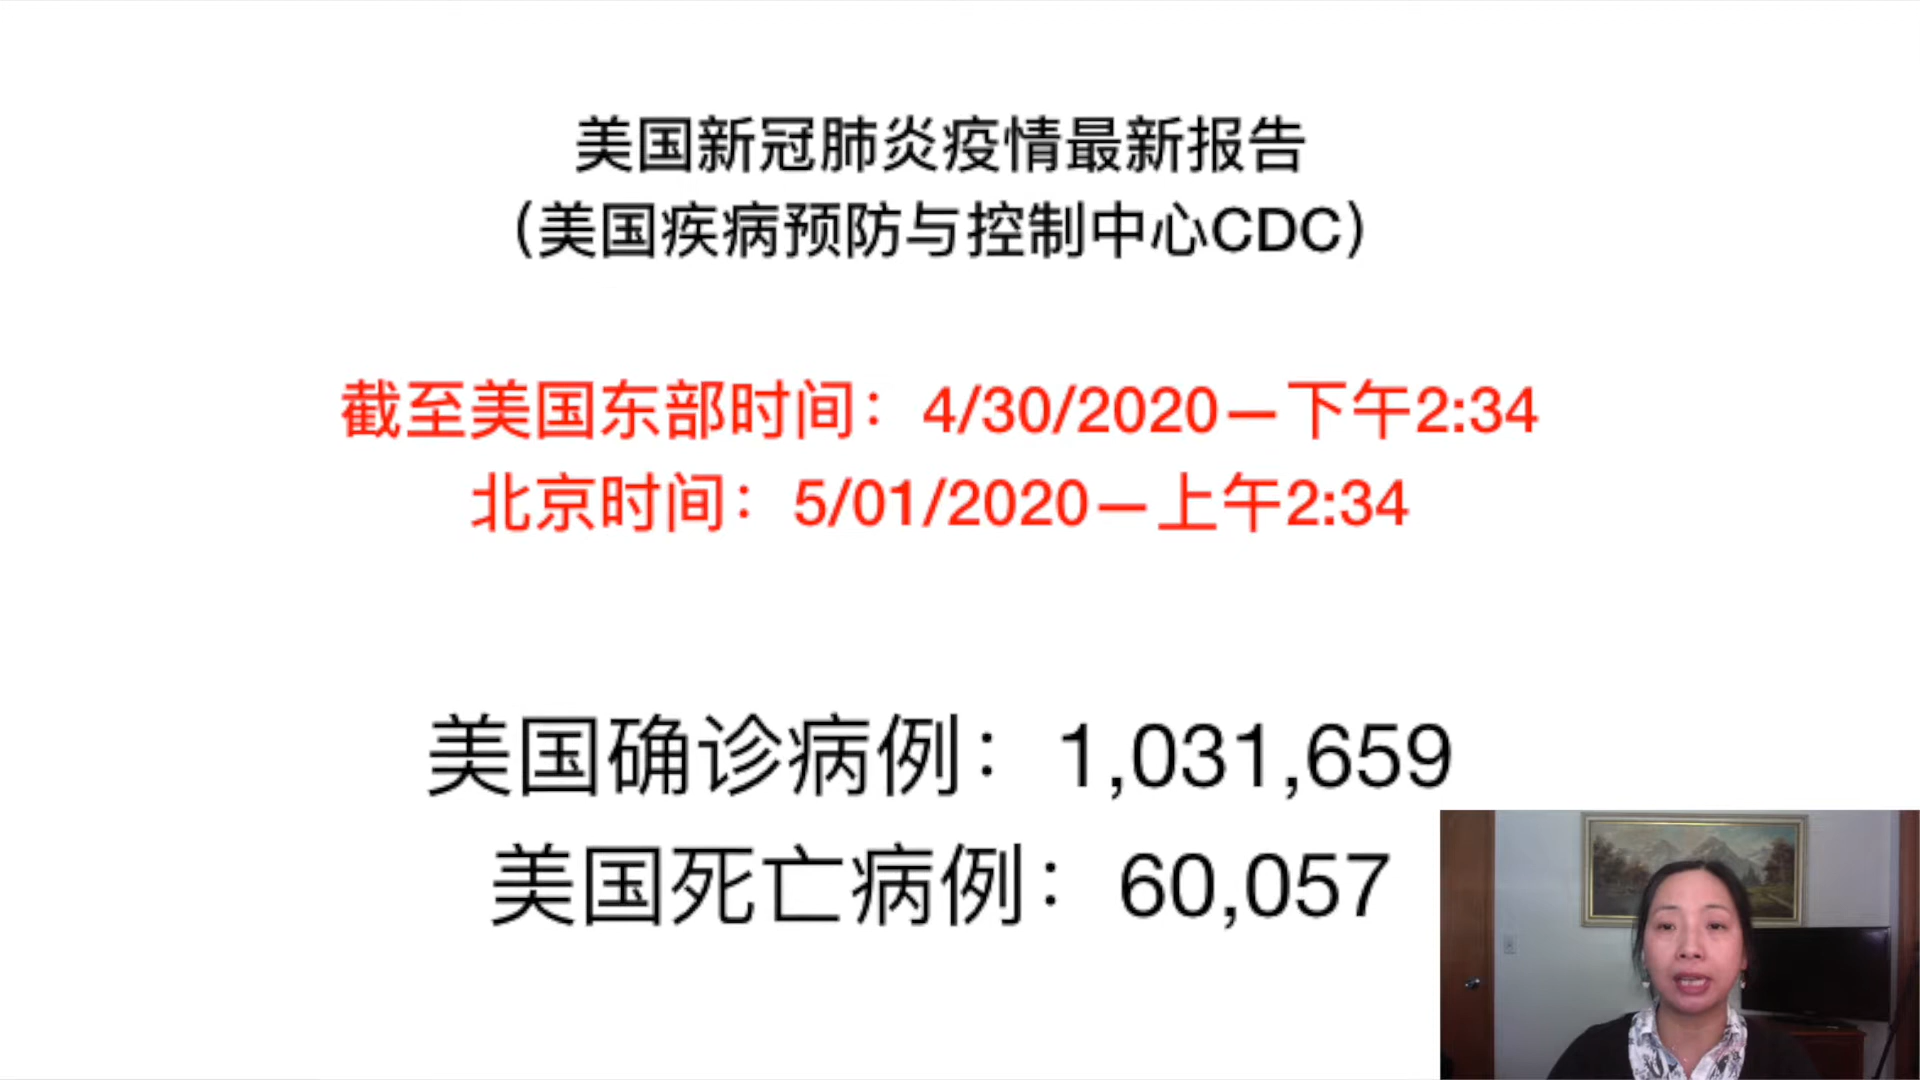 美国新冠肺炎疫情最新报告
（美国疾病预防与控制中心CDC）
截至美国东部时间：4/30/2020—下午2:34
北京时间：5/01/2020—上午2:34
美国确诊病例：1,031,659
美国死亡病例：60,057